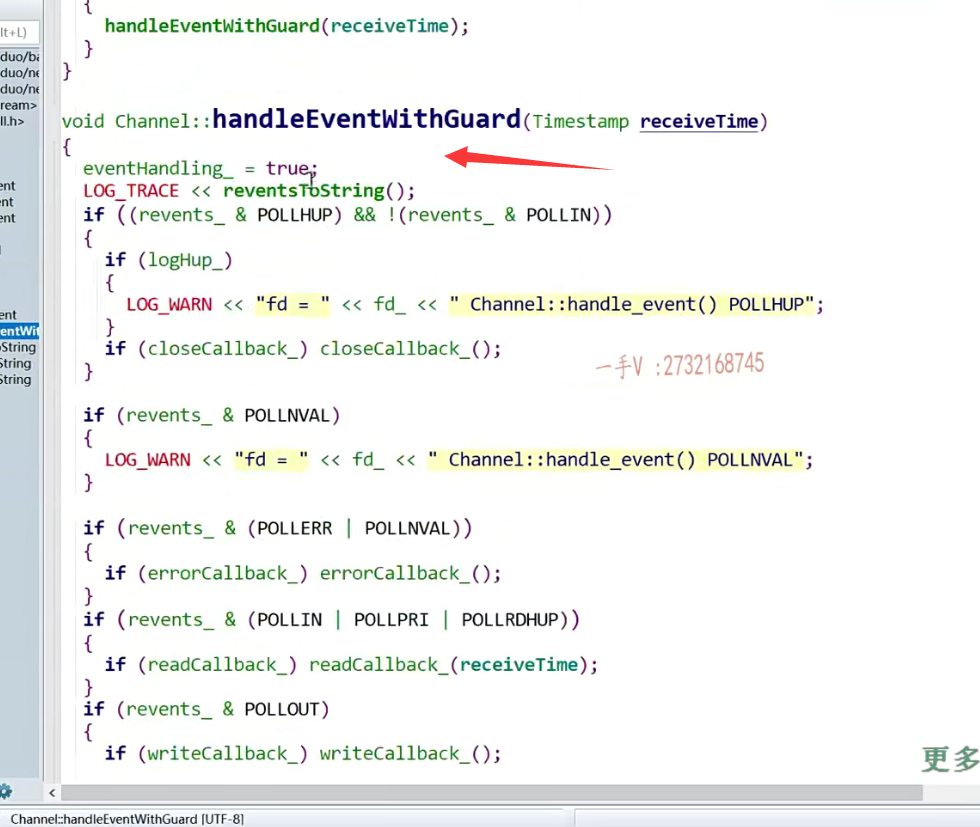 {
handleEventWithGuard(receiveTime);
}
}
void Channel::handleEventWithGuard(Timestamp receiveTime)
{
eventHandling_ = true;
LOG_TRACE << reventsToString();
if ((revents_ & POLLHUP) && !(revents_ & POLLIN))
{
if (logHup_)
{
LOG_WARN << "fd = " << fd_ << " Channel::handle_event() POLLHUP";
}
if (closeCallback_) closeCallback_();
}
一手V :2732168745
if (revents_ & POLLNVAL)
{
LOG_WARN << "fd = " << fd_ << " Channel::handle_event() POLLNVAL";
}
if (revents_ & (POLLERR | POLLNVAL))
{
if (errorCallback_) errorCallback_();
}
if (revents_ & (POLLIN | POLLPRI | POLLRDHUP))
{
if (readCallback_) readCallback_(receiveTime);
}
if (revents_ & POLLOUT)
{
if (writeCallback_) writeCallback_();
更多
lt+L)
duo/ba
duo/ne
duo/ne
ream>
ll.h>
ent
nt
ent
ent
entWit
String
String
String
Channel::handleEventWithGuard [UTF-8]